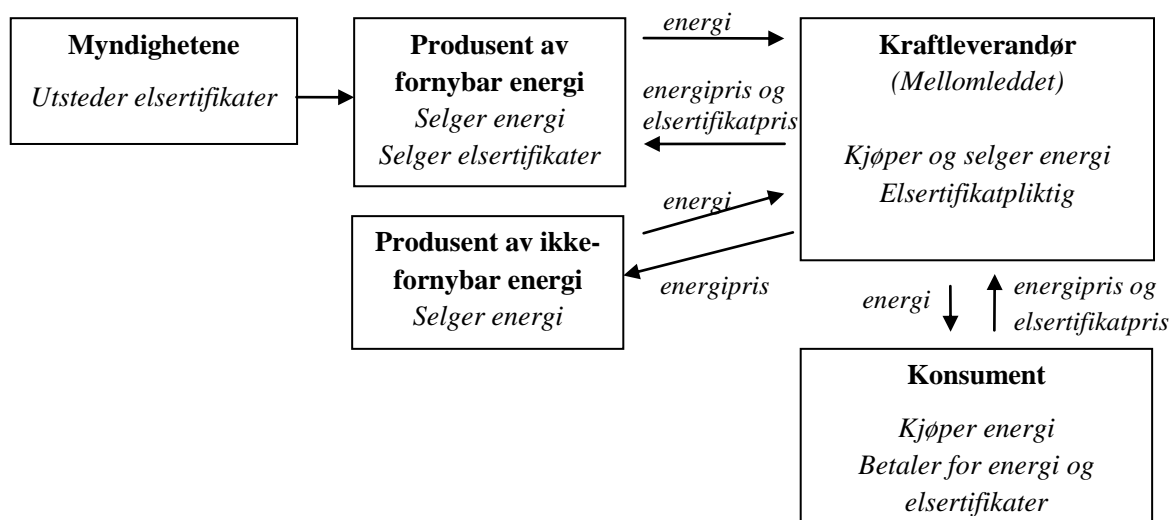 Myndighetene
Utsteder elsertifikater
Produsent av
fornybar energi
Selger energi
Selger elsertifikater
energi
energipris og
elsertifikatpris
Kraftleverandør
(Mellomleddet)
Kjøper og selger energi
Elsertifikatpliktig
Produsent av ikke-
fornybar energi
Selger energi
energi
energipris
energi
energipris og
elsertifikatpris
Konsument
Kjøper energi
Betaler for energi og
elsertifikater